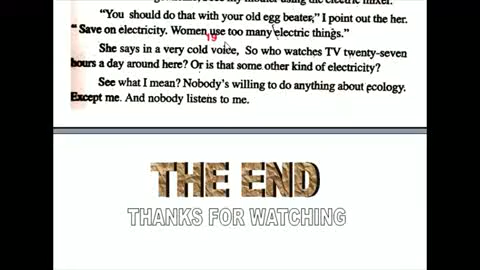 "You should do that with your old egg beater," I point out the her.
"Save on electricity. Women use too many electric things."
19
She says in a very cold voice, So who watches TV twenty-seven
hours a day around here? Or is that some other kind of electricity?
See what I mean? Nobody's willing to do anything about ecology.
Except me. And nobody listens to me.
THE END
THANKS FOR WATCHING